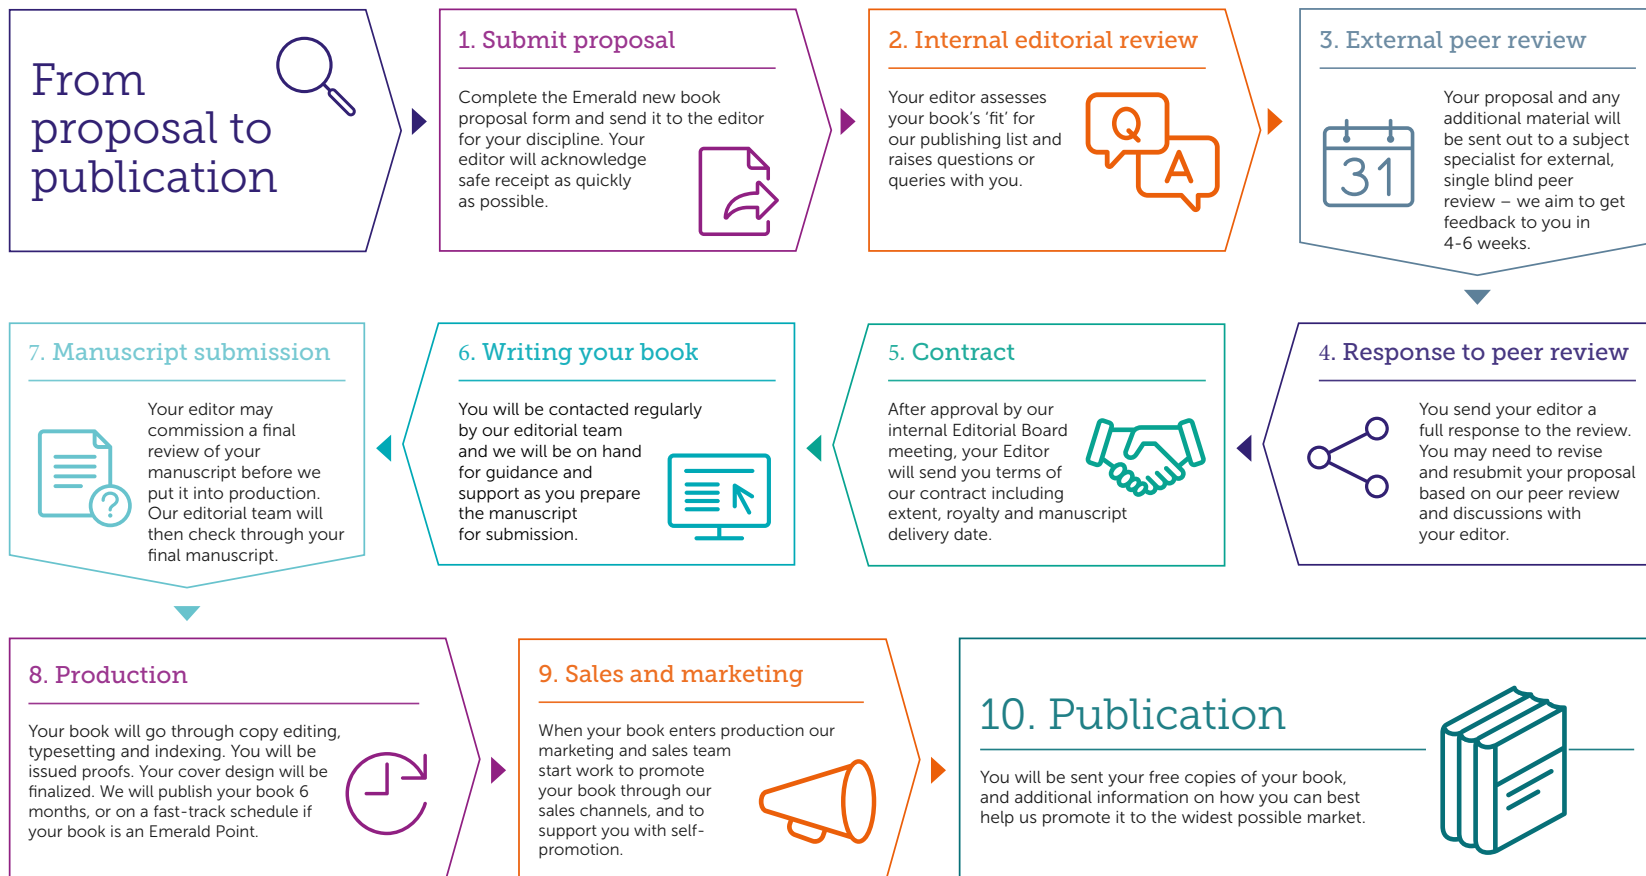 From
proposal to
publication
1. Submit proposal
Complete the Emerald new book
proposal form and send it to the editor
for your discipline. Your
editor will acknowledge
safe receipt as quickly
as possible.
2. Internal editorial review
Your editor assesses
your book's ‘fit’ for
our publishing list and
raises questions or
queries with you.
Q
A
3. External peer review
31
Your proposal and any
additional material will
be sent out to a subject
specialist for external,
single blind peer
review – we aim to get
feedback to you in
4-6 weeks.
4. Response to peer review
You send your editor a
full response to the review.
You may need to revise
and resubmit your proposal
based on our peer review
and discussions with
your editor.
5. Contract
After approval by our
internal Editorial Board
meeting, your Editor
will send you terms of
our contract including
extent, royalty and manuscript
delivery date.
6. Writing your book
You will be contacted regularly
by our editorial team
and we will be on hand
for guidance and
support as you prepare
the manuscript
for submission.
7. Manuscript submission
?
Your editor may
commission a final
review of your
manuscript before we
put it into production.
Our editorial team will
then check through your
final manuscript.
8. Production
Your book will go through copy editing,
typesetting and indexing. You will be
issued proofs. Your cover design will be
finalized. We will publish your book 6
months, or on a fast-track schedule if
your book is an Emerald Point.
9. Sales and marketing
When your book enters production our
marketing and sales team
start work to promote
your book through our
sales channels, and to
support you with self-
promotion.
10. Publication
You will be sent your free copies of your book,
and additional information on how you can best
help us promote it to the widest possible market.